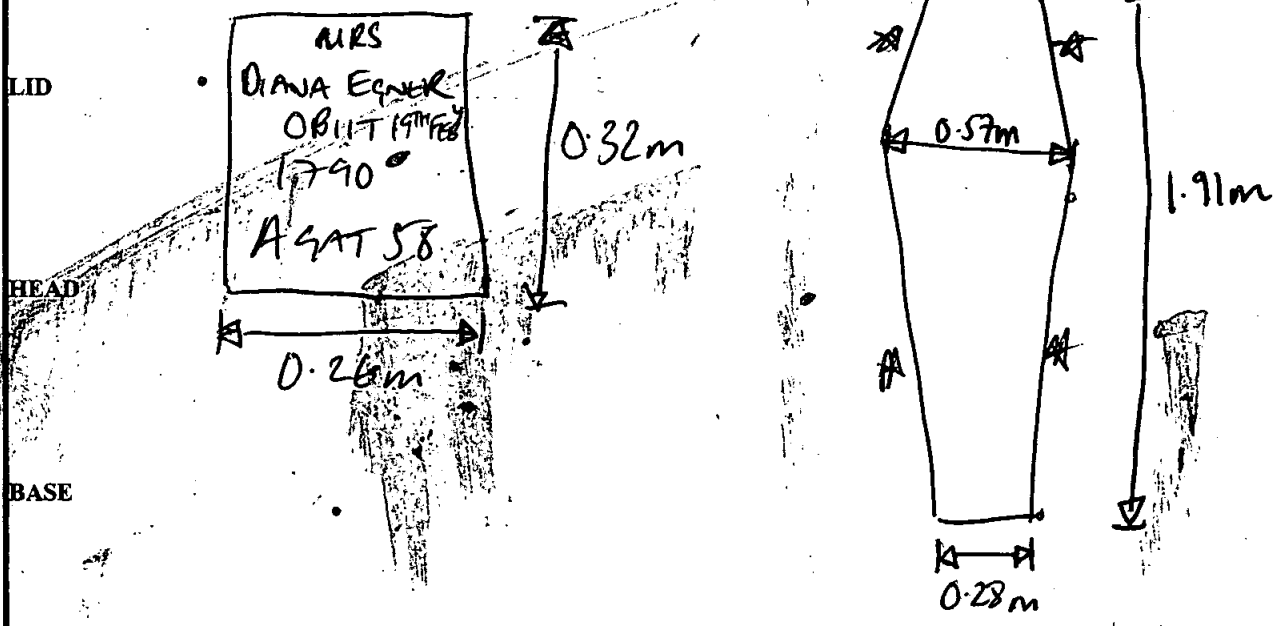 LID
MRS
DIANA EGNER
OBIIT 19TH FEBY
1790
AGAT 58
0.32m
HEAD
0.26m
BASE
0.57m
1.91m
0.28m